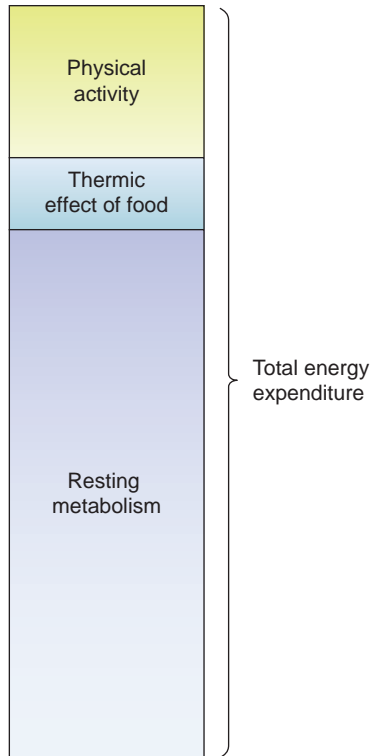 Physical
activity
Thermic
effect of food
Total energy
expenditure
Resting
metabolism